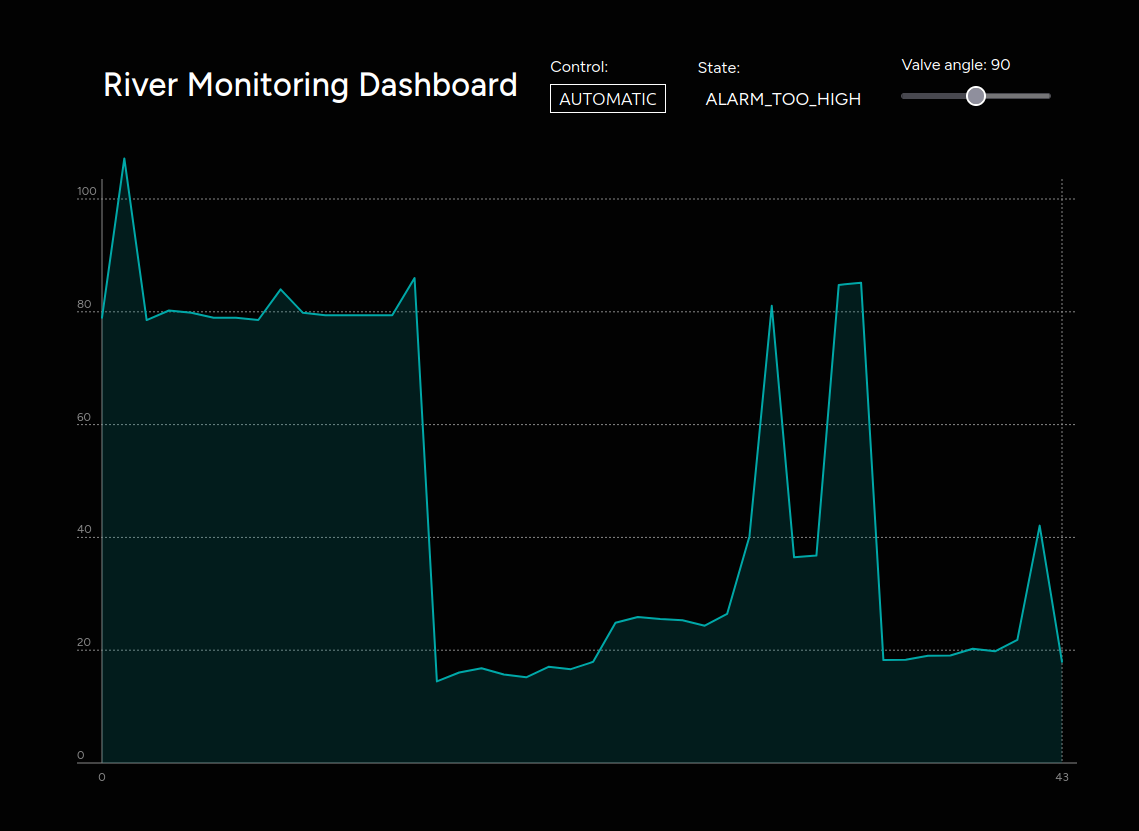 River Monitoring Dashboard
Control:
AUTOMATIC
State:
ALARM_TOO_HIGH
Valve angle: 90
100
80
60
40
20
0
0
43